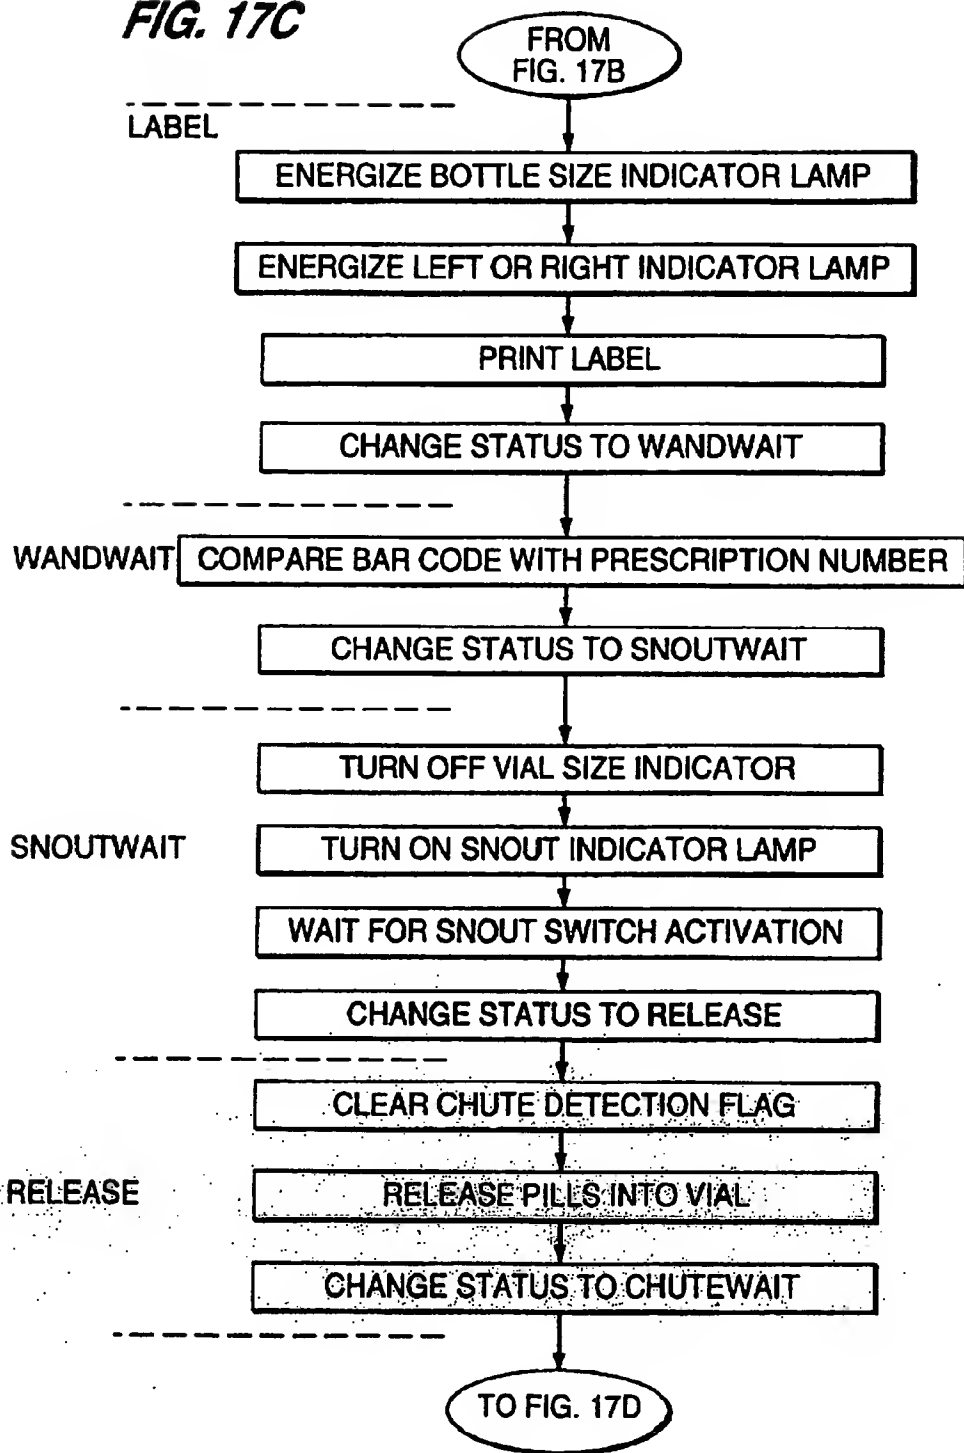 FIG. 17C
FROM
FIG. 17B
LABEL
ENERGIZE BOTTLE SIZE INDICATOR LAMP
ENERGIZE LEFT OR RIGHT INDICATOR LAMP
PRINT LABEL
CHANGE STATUS TO WANDWAIT
WANDWAIT
COMPARE BAR CODE WITH PRESCRIPTION NUMBER
CHANGE STATUS TO SNOUTWAIT
TURN OFF VIAL SIZE INDICATOR
SNOUTWAIT
TURN ON SNOUT INDICATOR LAMP
WAIT FOR SNOUT SWITCH ACTIVATION
CHANGE STATUS TO RELEASE
CLEAR CHUTE DETECTION FLAG
RELEASE
RELEASE PILLS INTO VIAL
CHANGE STATUS TO CHUTEWAIT
TO FIG. 17D